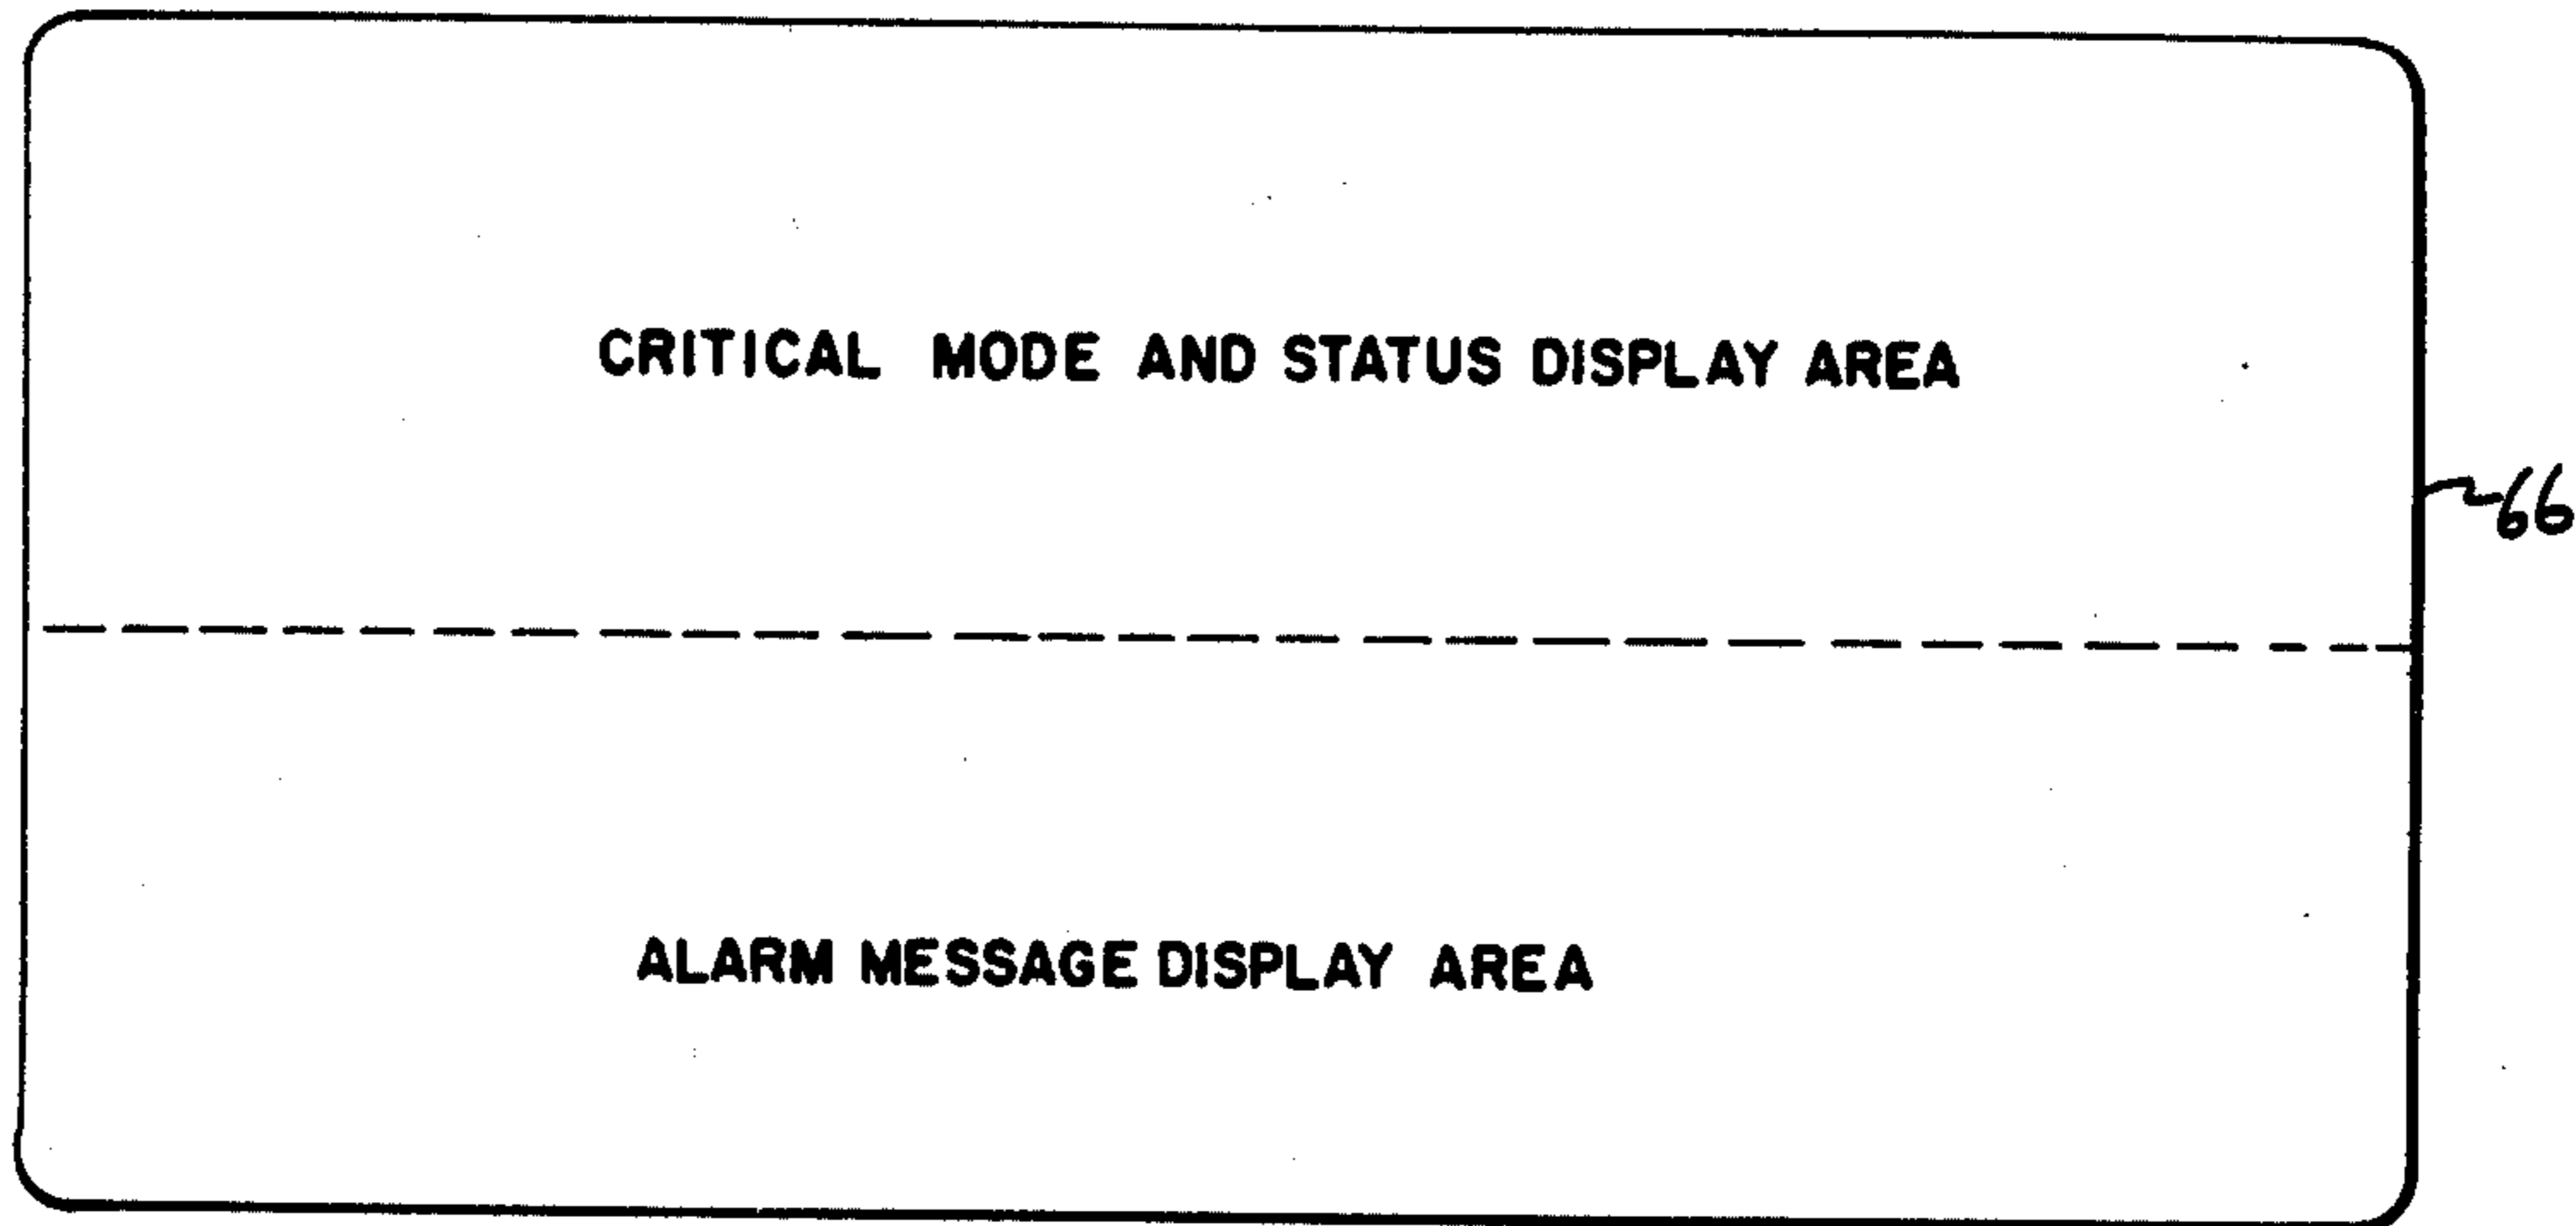 CRITICAL MODE AND STATUS DISPLAY AREA
66
ALARM MESSAGE DISPLAY AREA